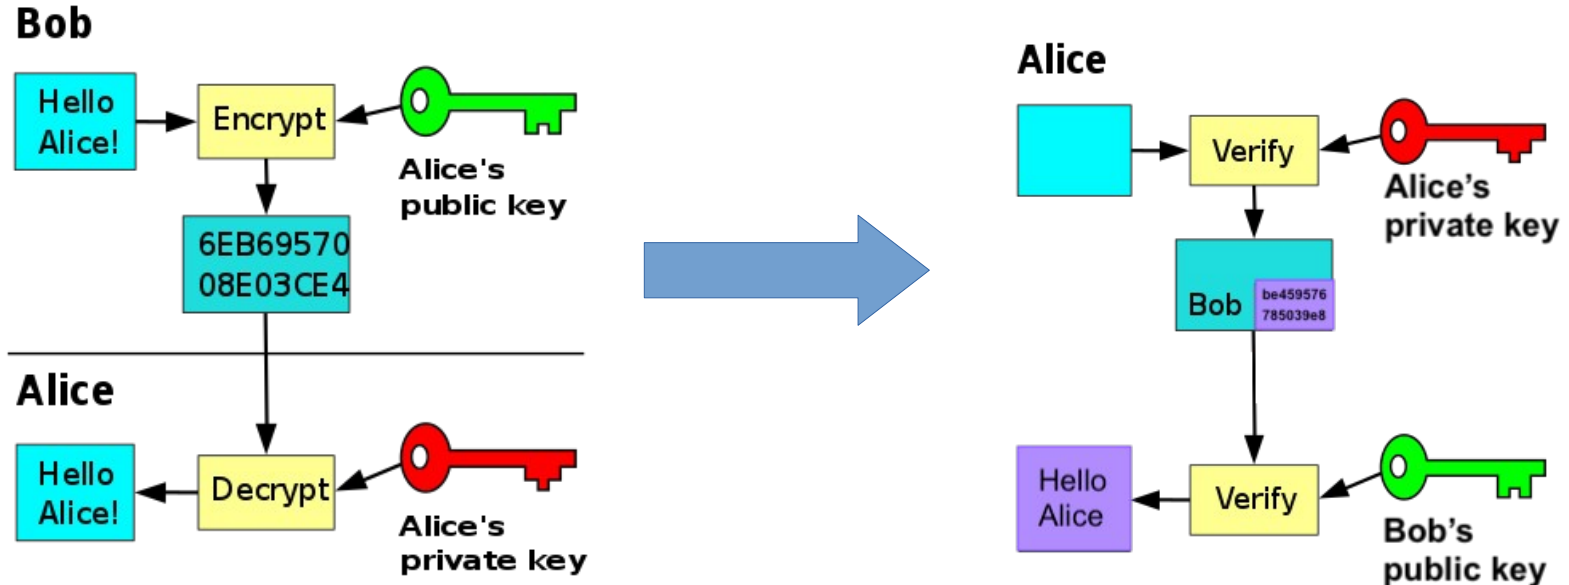 Bob
Hello
Alice!
Encrypt
Alice's
public key
6EB69570
08E03CE4
Alice
Hello
Alice!
Decrypt
Alice's
private key
Alice
Verify
Alice’s
private key
Bob
be459576
785039e8
Hello
Alice
Verify
Bob’s
public key